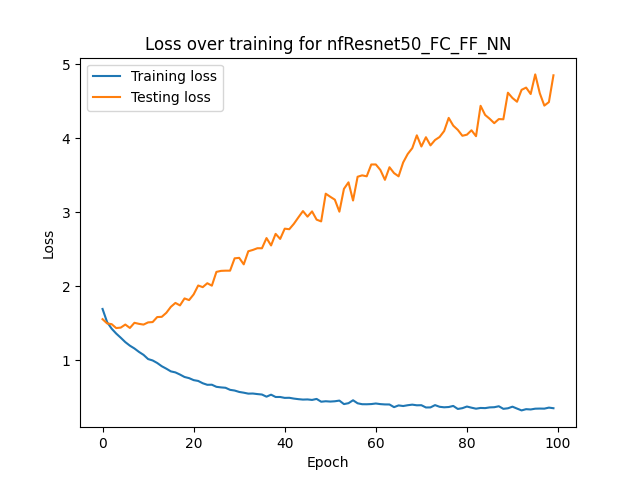 Loss over training for nfResnet50_FC_FF_NN
Training loss
Testing loss
5
4
3
2
1
Loss
0 20 40 60 80 100
Epoch